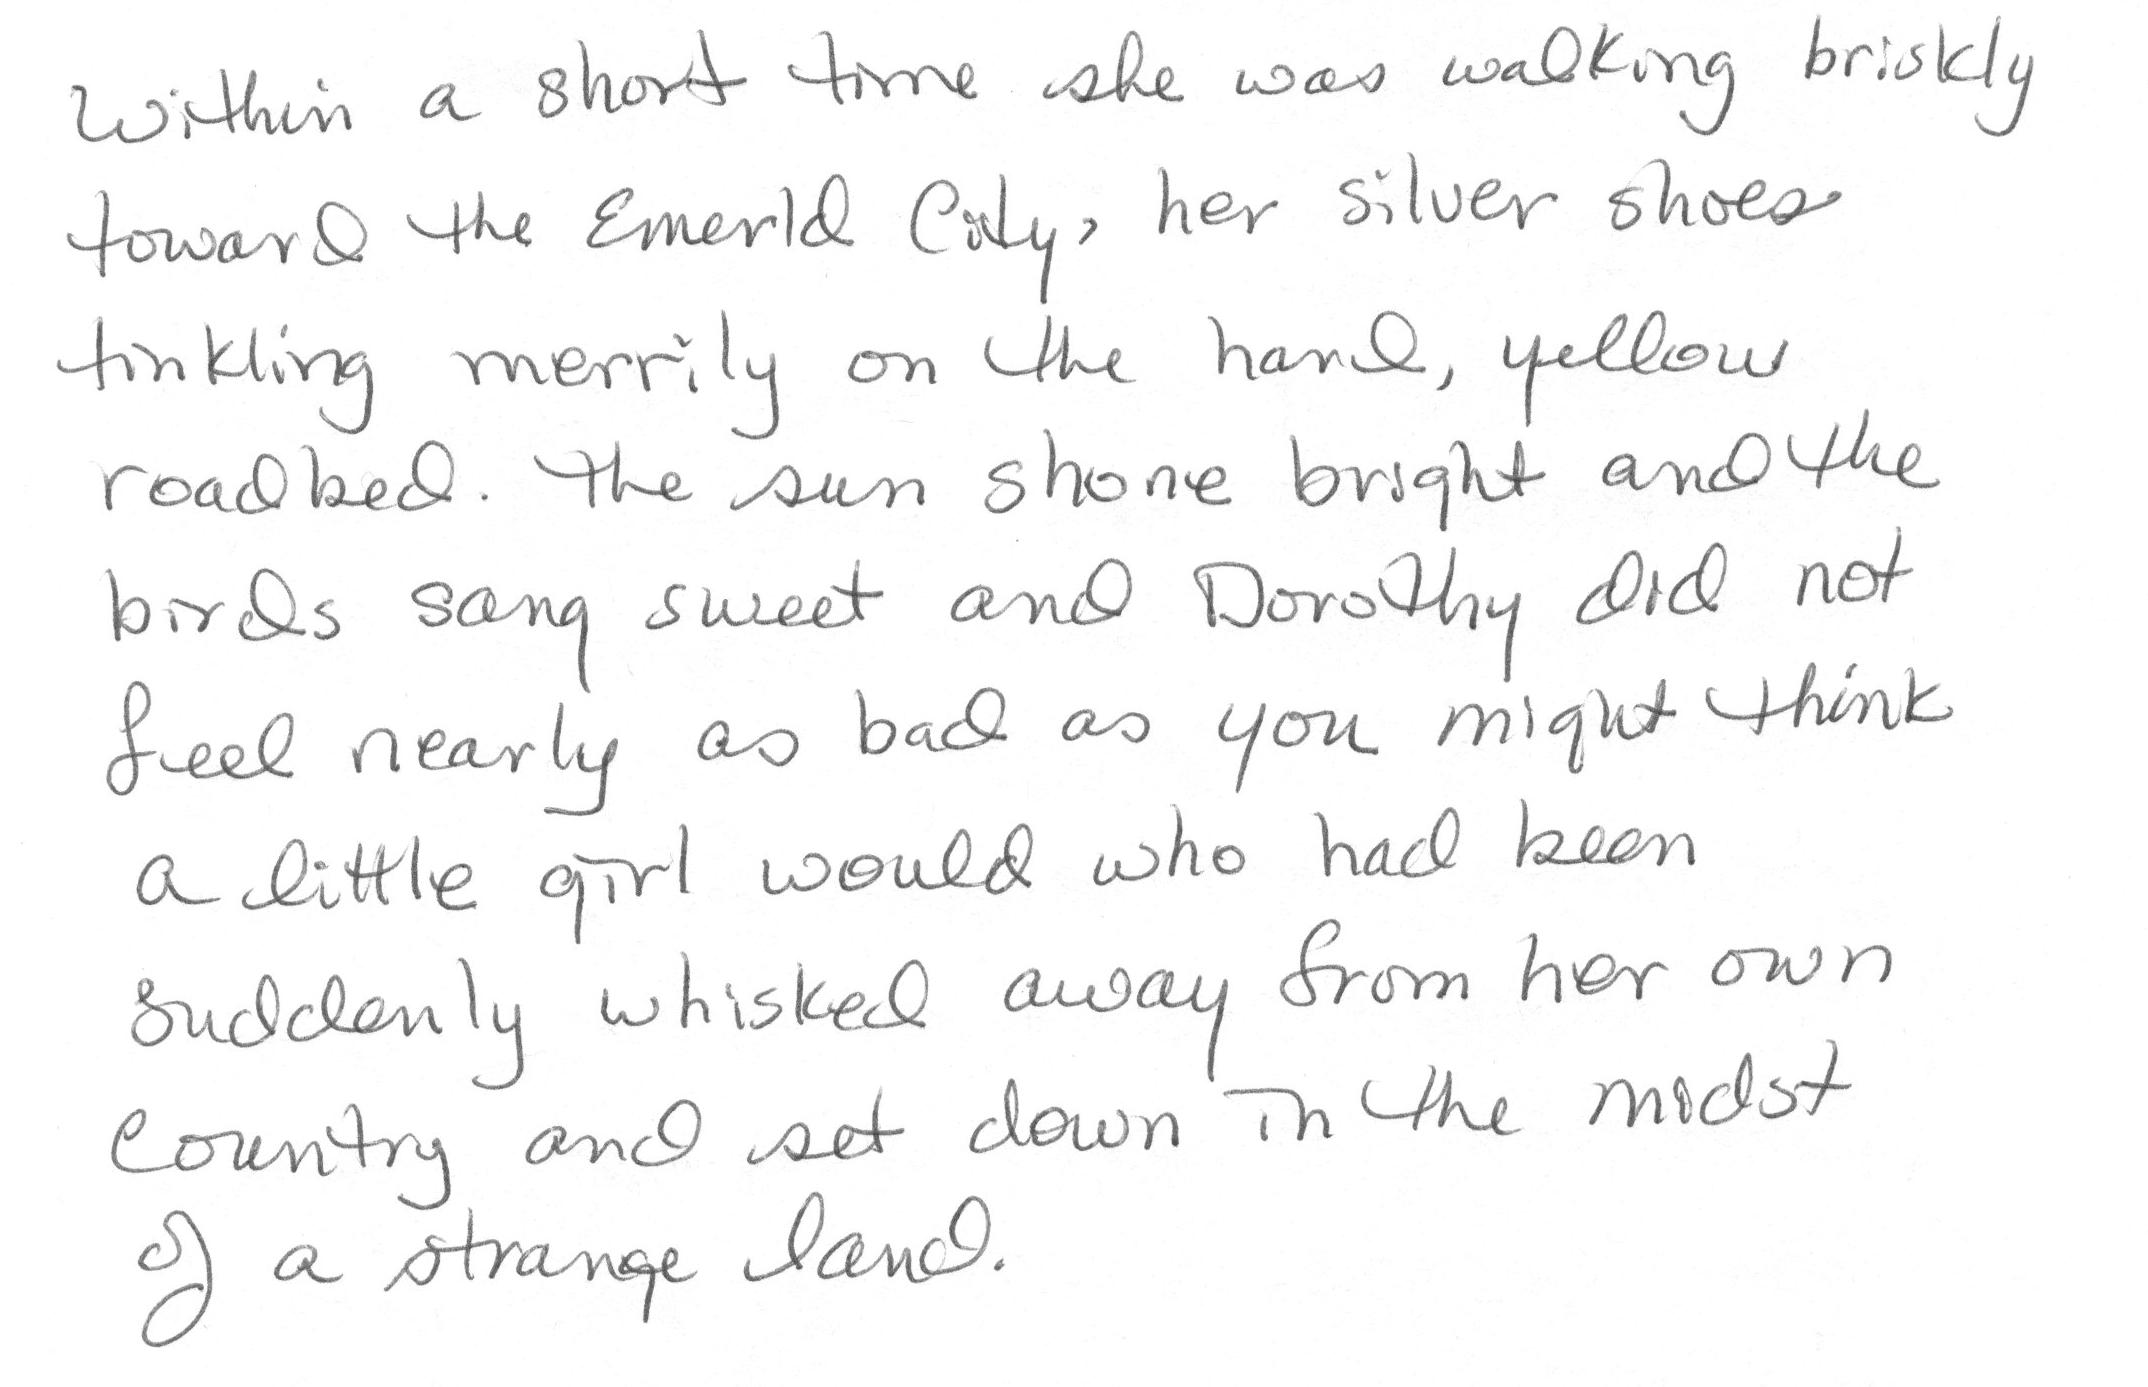 Within a short time she was walking briskly
toward the Emerld City, her silver shoes
tinkling merrily on the hard, yellow
roadbed. The sun shone bright and the
birds sang sweet and Dorothy did not
feel nearly as bad as you might think
a little girl would who had been
suddenly whisked away from her own
country and set down in the midst
of a strange land.